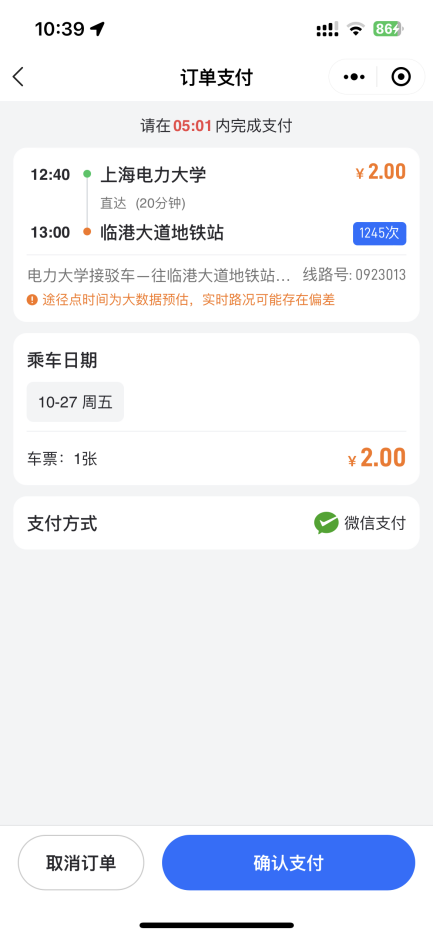 10:39
86
订单支付
请在 05:01 内完成支付
12:40 上海电力大学 ¥ 2.00
直达 (20分钟)
13:00 临港大道地铁站 1245次
电力大学接驳车—往临港大道地铁站... 线路号: 0923013
途径点时间为大数据预估，实时路况可能存在偏差
乘车日期
10-27 周五
车票：1张 ¥ 2.00
支付方式 微信支付
取消订单 确认支付